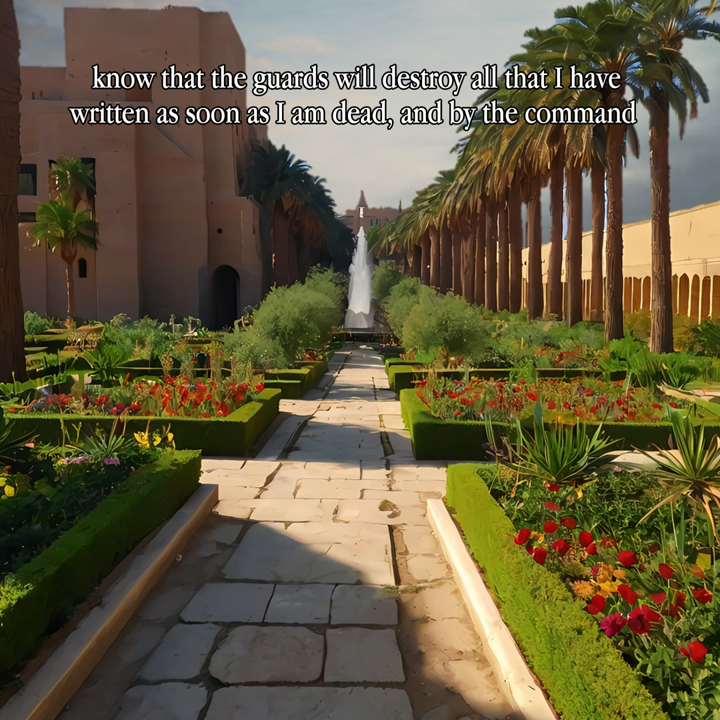 know that the guards will destroy all that I have
written as soon as I am dead, and by the command